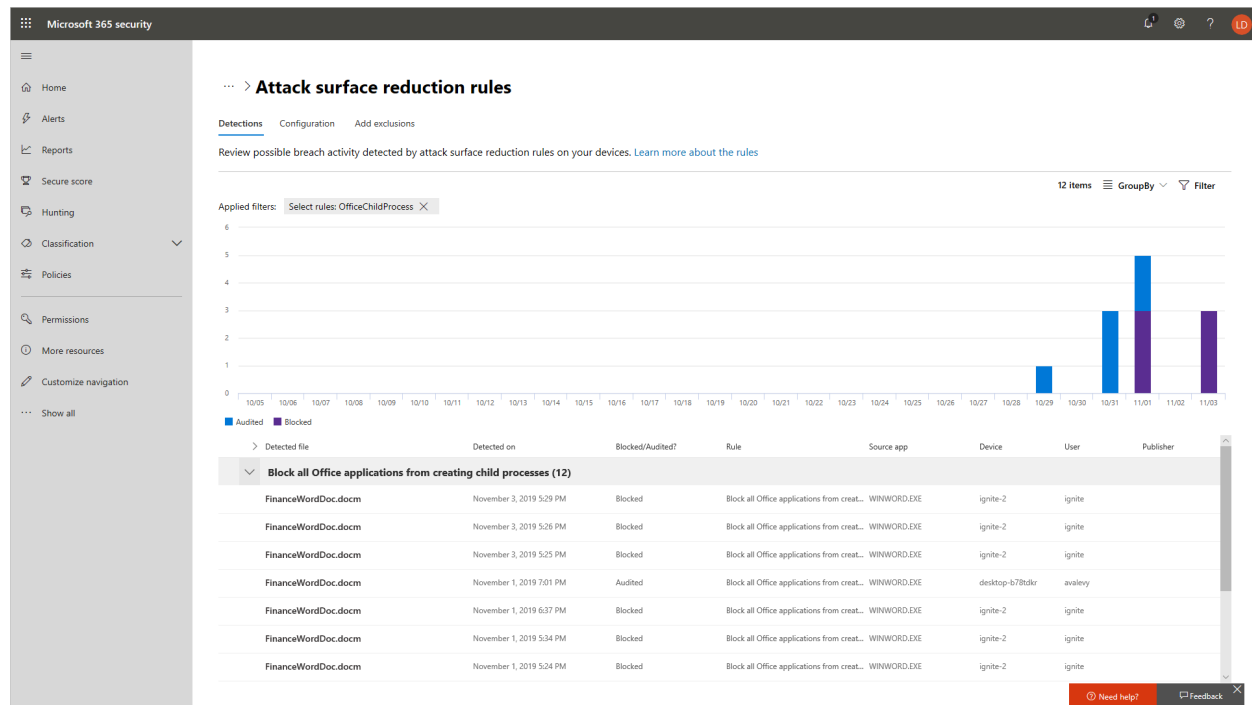 Microsoft 365 security
1
?
LD
Home
Alerts
Reports
Secure score
Hunting
Classification
Policies
Permissions
More resources
Customize navigation
Show all
··· > Attack surface reduction rules
Detections Configuration Add exclusions
Review possible breach activity detected by attack surface reduction rules on your devices. Learn more about the rules
12 items GroupBy Filter
Applied filters: Select rules: OfficeChildProcess
6
5
4
3
2
1
0
10/05 10/06 10/07 10/08 10/09 10/10 10/11 10/12 10/13 10/14 10/15 10/16 10/17 10/18 10/19 10/20 10/21 10/22 10/23 10/24 10/25 10/26 10/27 10/28 10/29 10/30 10/31 11/01 11/02 11/03
Audited Blocked
Detected file Detected on Blocked/Audited? Rule Source app Device User Publisher
Block all Office applications from creating child processes (12)
FinanceWordDoc.docm November 3, 2019 5:29 PM Blocked Block all Office applications from creat... WINWORD.EXE ignite-2 ignite
FinanceWordDoc.docm November 3, 2019 5:26 PM Blocked Block all Office applications from creat... WINWORD.EXE ignite-2 ignite
FinanceWordDoc.docm November 3, 2019 5:25 PM Blocked Block all Office applications from creat... WINWORD.EXE ignite-2 ignite
FinanceWordDoc.docm November 1, 2019 7:01 PM Audited Block all Office applications from creat... WINWORD.EXE desktop-b78tdkr avalevy
FinanceWordDoc.docm November 1, 2019 6:37 PM Blocked Block all Office applications from creat... WINWORD.EXE ignite-2 ignite
FinanceWordDoc.docm November 1, 2019 5:34 PM Blocked Block all Office applications from creat... WINWORD.EXE ignite-2 ignite
FinanceWordDoc.docm November 1, 2019 5:24 PM Blocked Block all Office applications from creat... WINWORD.EXE ignite-2 ignite
Need help? Feedback